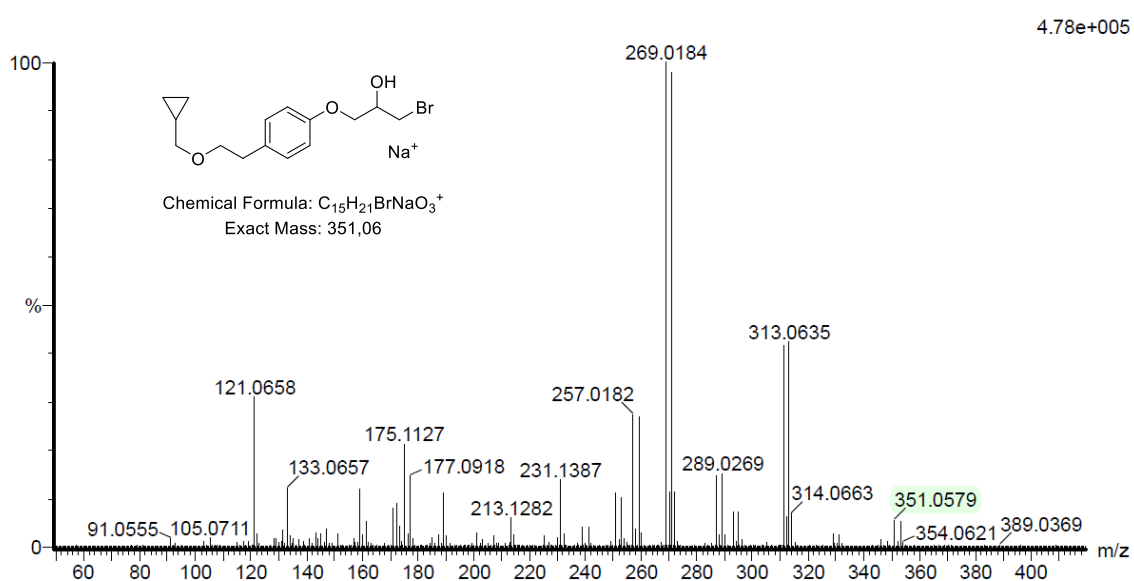 4.78e+005
100
269.0184
OH
O
Br
O
Na+
Chemical Formula: C15H21BrNaO3+
Exact Mass: 351,06
%
313.0635
121.0658
257.0182
175.1127
133.0657
177.0918
231.1387
289.0269
213.1282
314.0663
351.0579
91.0555
105.0711
354.0621
389.0369
0
m/z
60 80 100 120 140 160 180 200 220 240 260 280 300 320 340 360 380 400